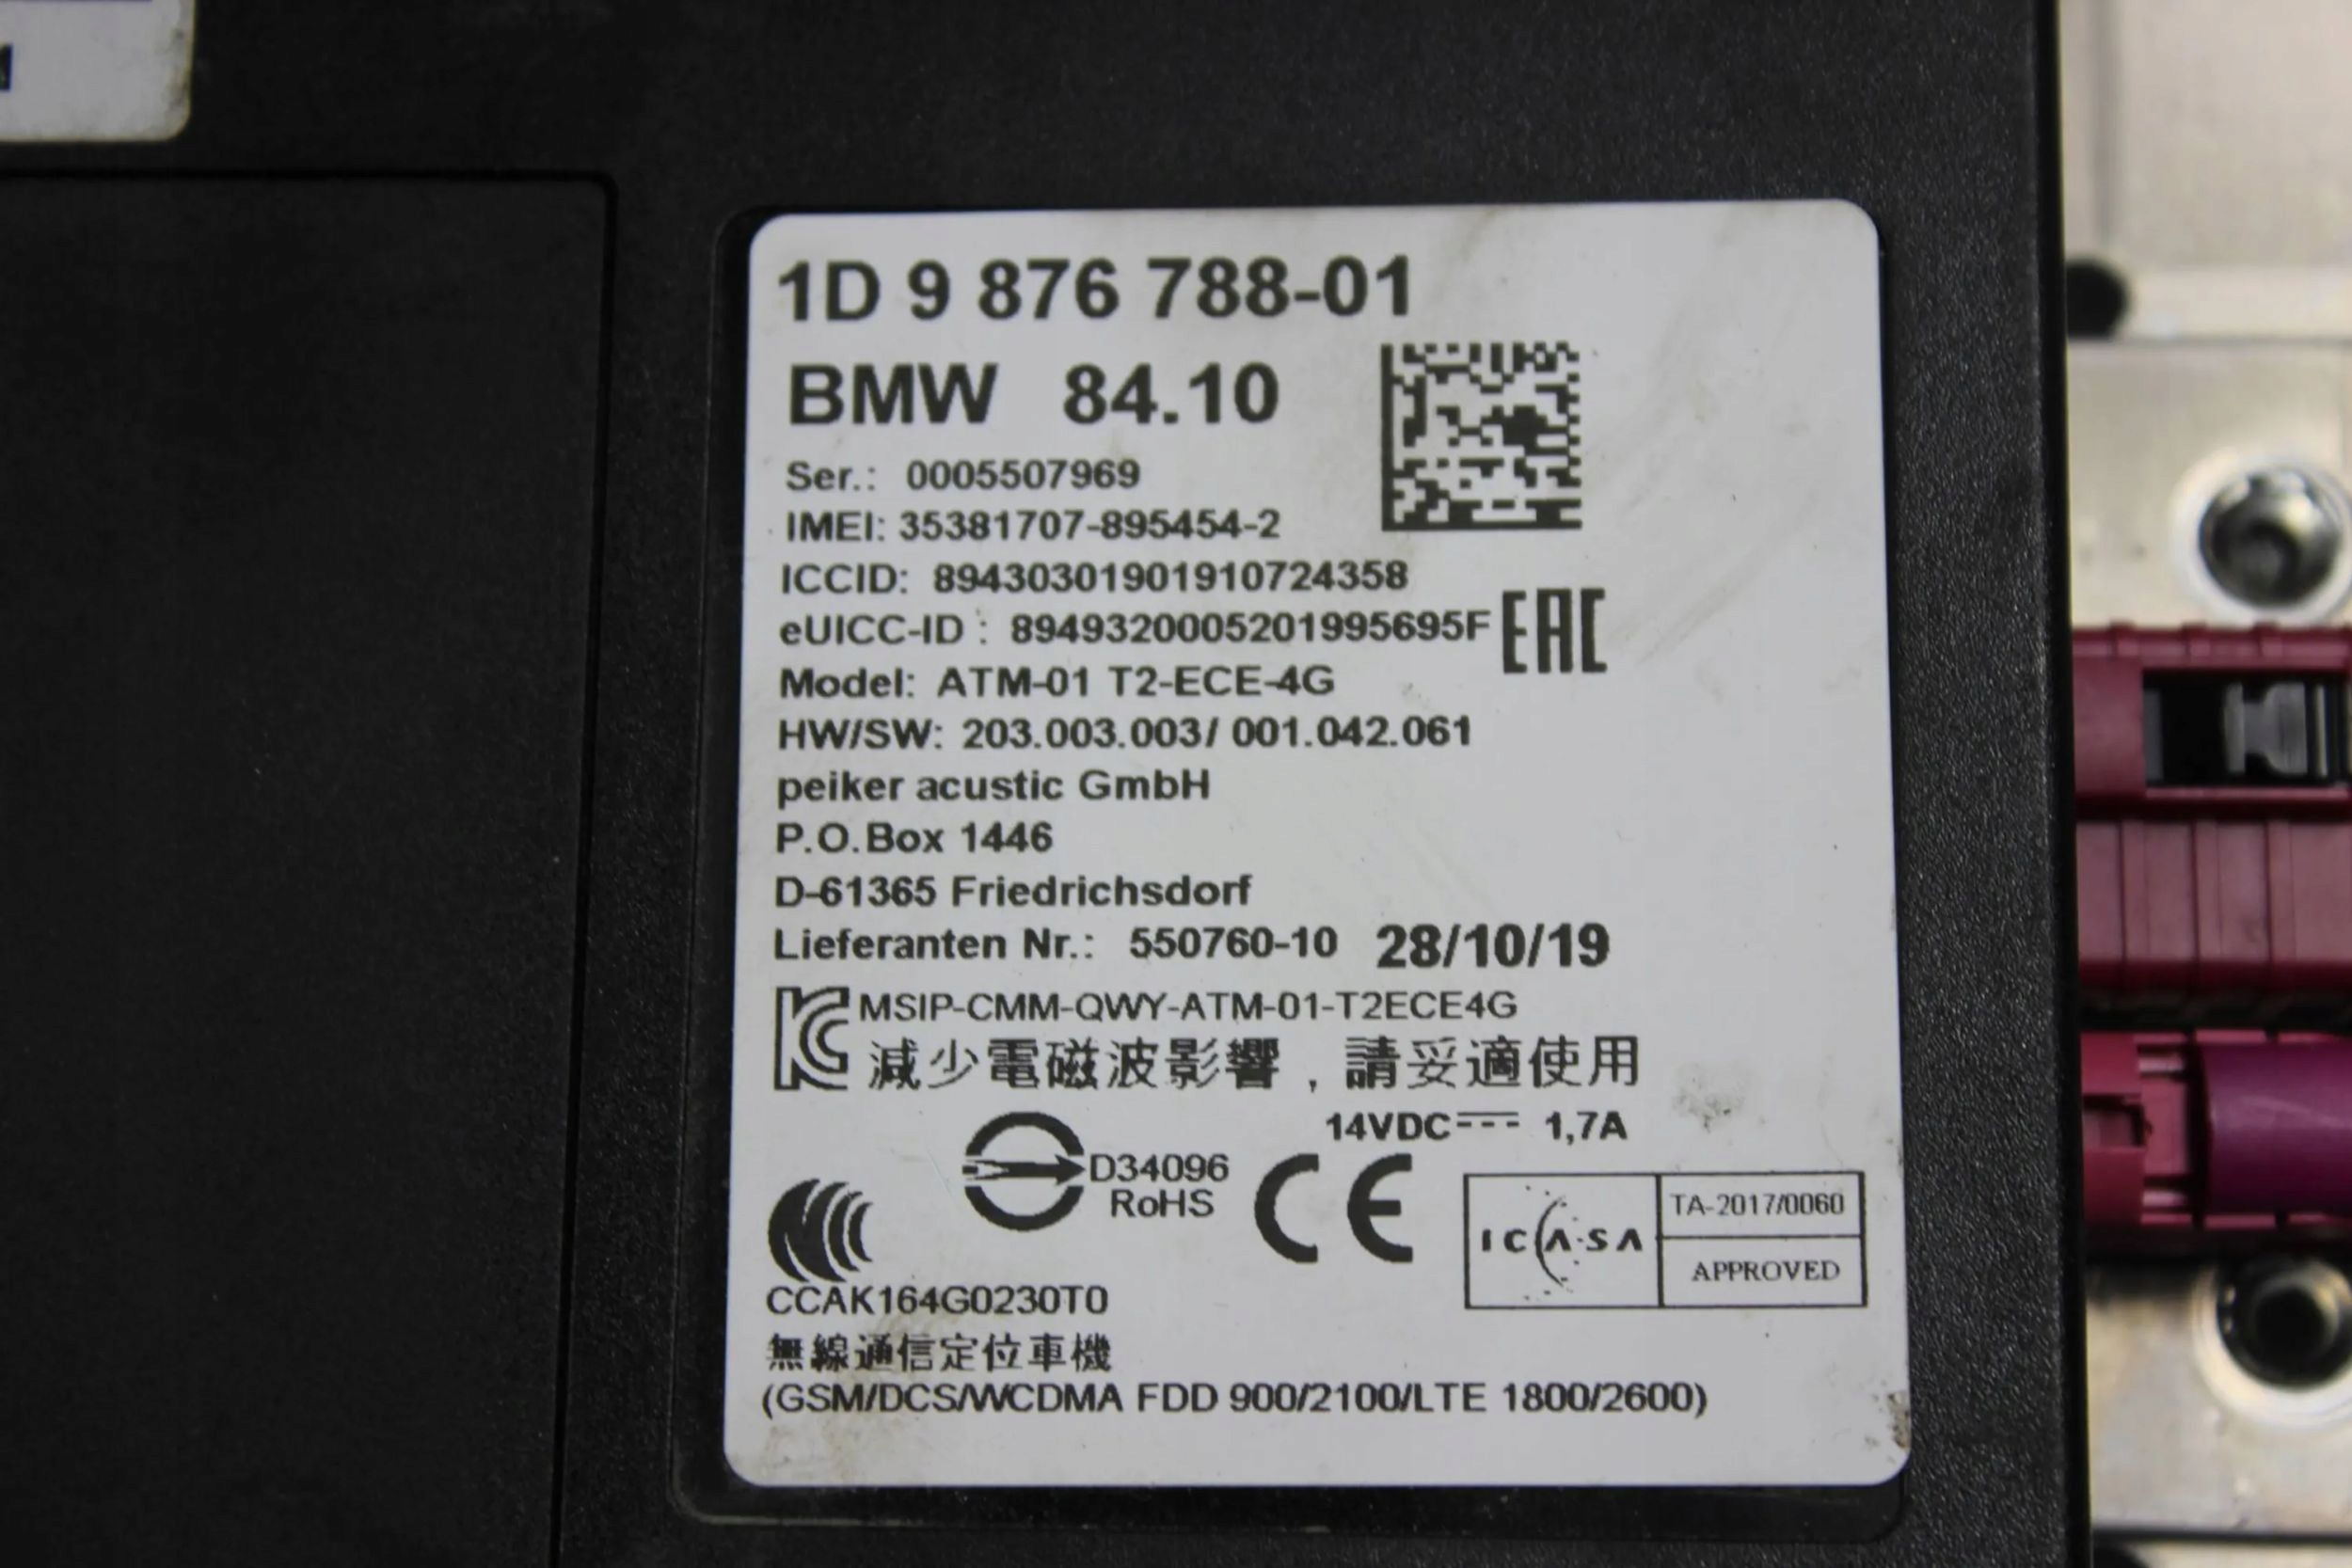 1D 9 876 788-01
BMW 84.10
Ser.: 0005507969
IMEI: 35381707-895454-2
ICCID: 89430301901910724358
eUICC-ID : 8949320005201995695F
EAC
Model: ATM-01 T2-ECE-4G
HW/SW: 203.003.003/ 001.042.061
peiker acustic GmbH
P.O.Box 1446
D-61365 Friedrichsdorf
Lieferanten Nr.: 550760-10 28/10/19
MSIP-CMM-QWY-ATM-01-T2ECE4G
減少電磁波影響，請妥適使用
14VDC 1,7A
D34096
RoHS
CE
ICASA
TA-2017/0060
APPROVED
CCAK164G0230T0
無線通信定位車機
(GSM/DCS/WCDMA FDD 900/2100/LTE 1800/2600)